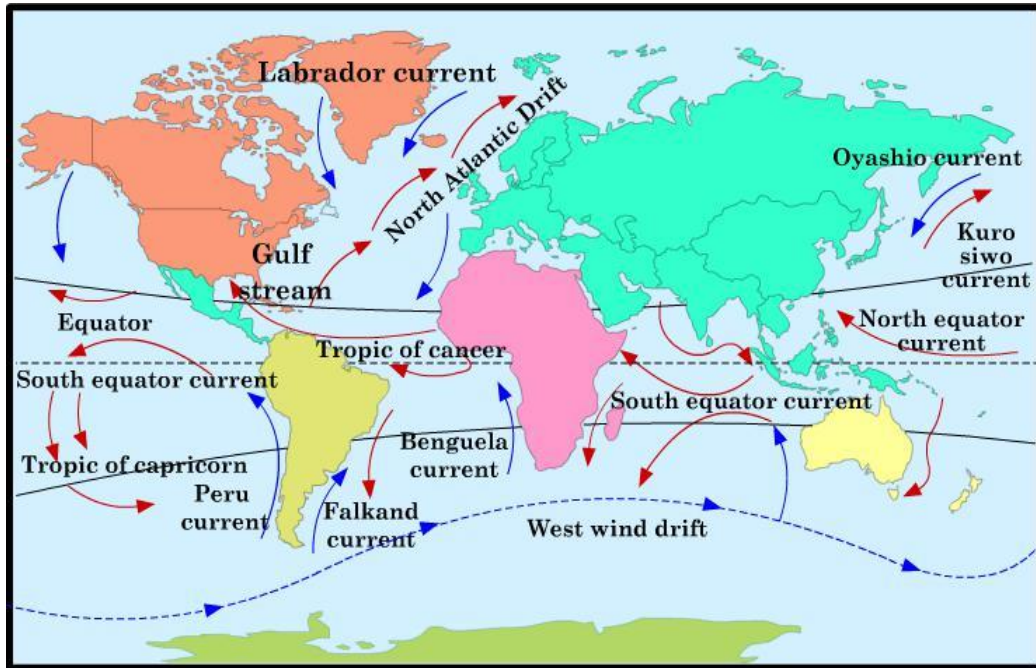 Labrador current
North Atlantic Drift
Oyashio current
Kuro
siwo
current
Gulf
stream
Equator
Tropic of cancer
North equator
current
South equator current
South equator current
Tropic of capricorn
Peru
current
Benguela
current
Falkand
current
West wind drift